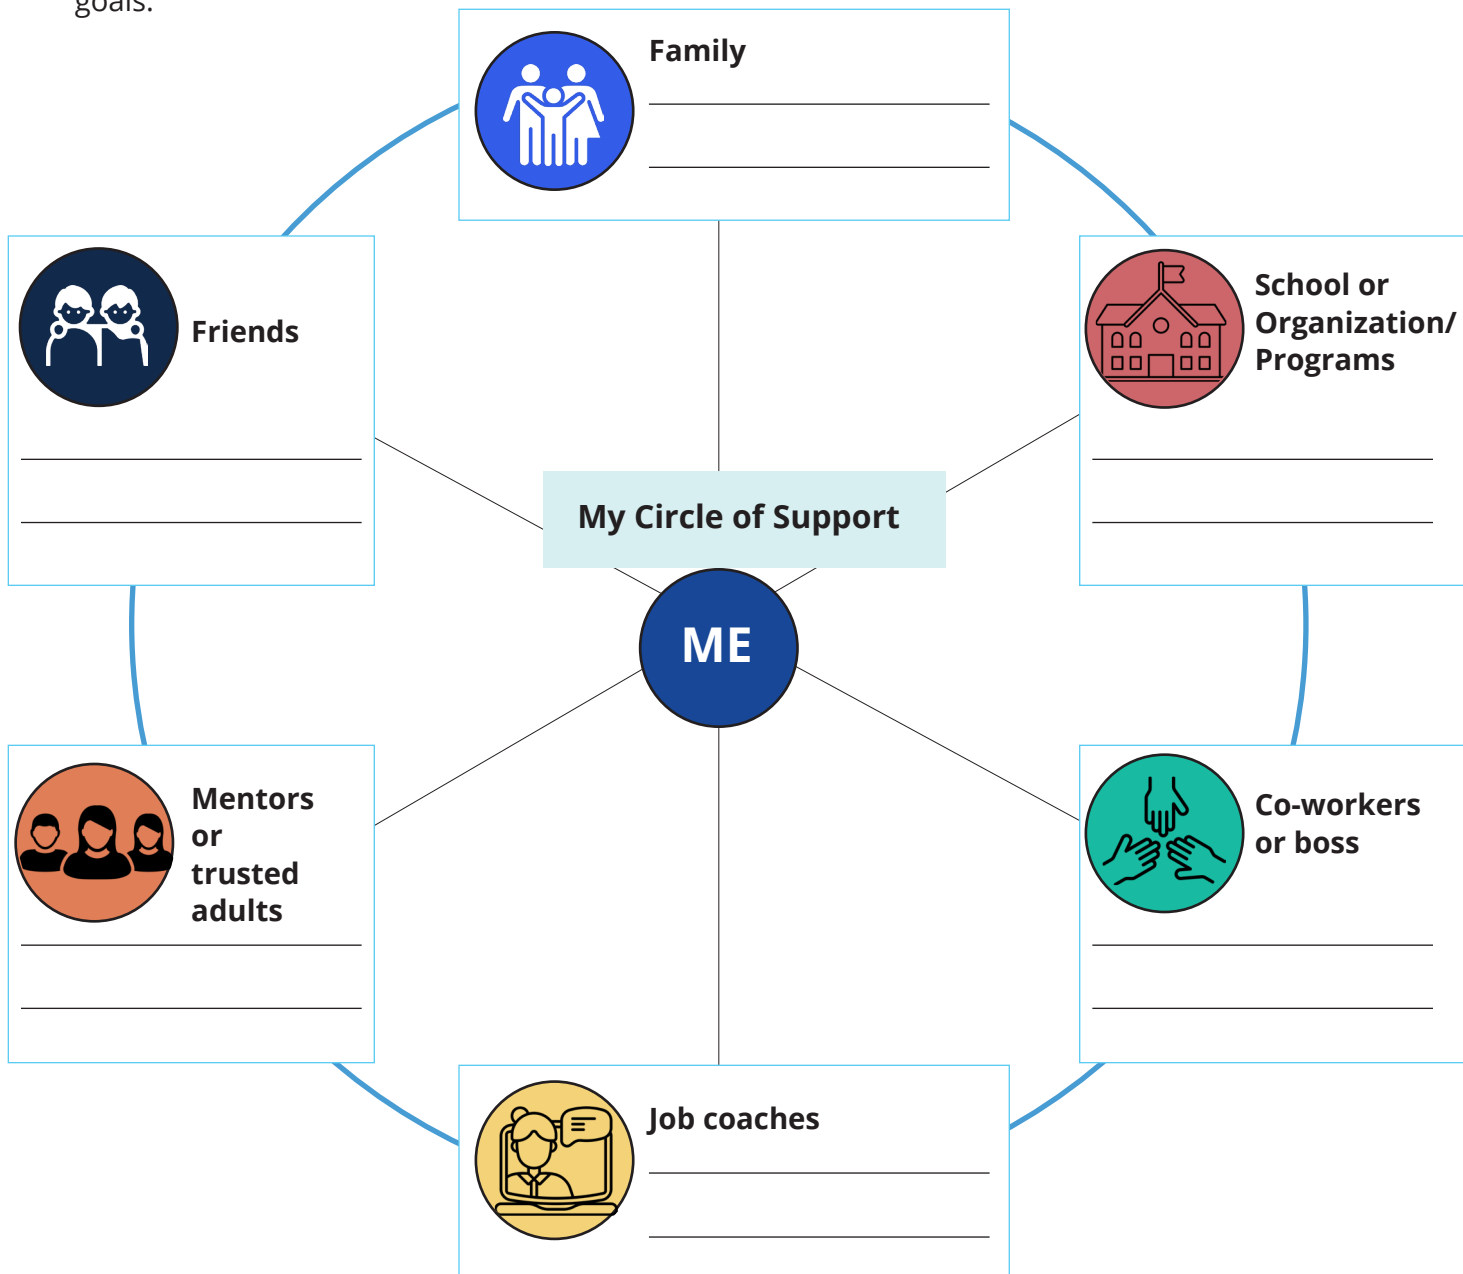 goals.
Family
Friends
School or
Organization/
Programs
My Circle of Support
ME
Mentors
or
trusted
adults
Co-workers
or boss
Job coaches